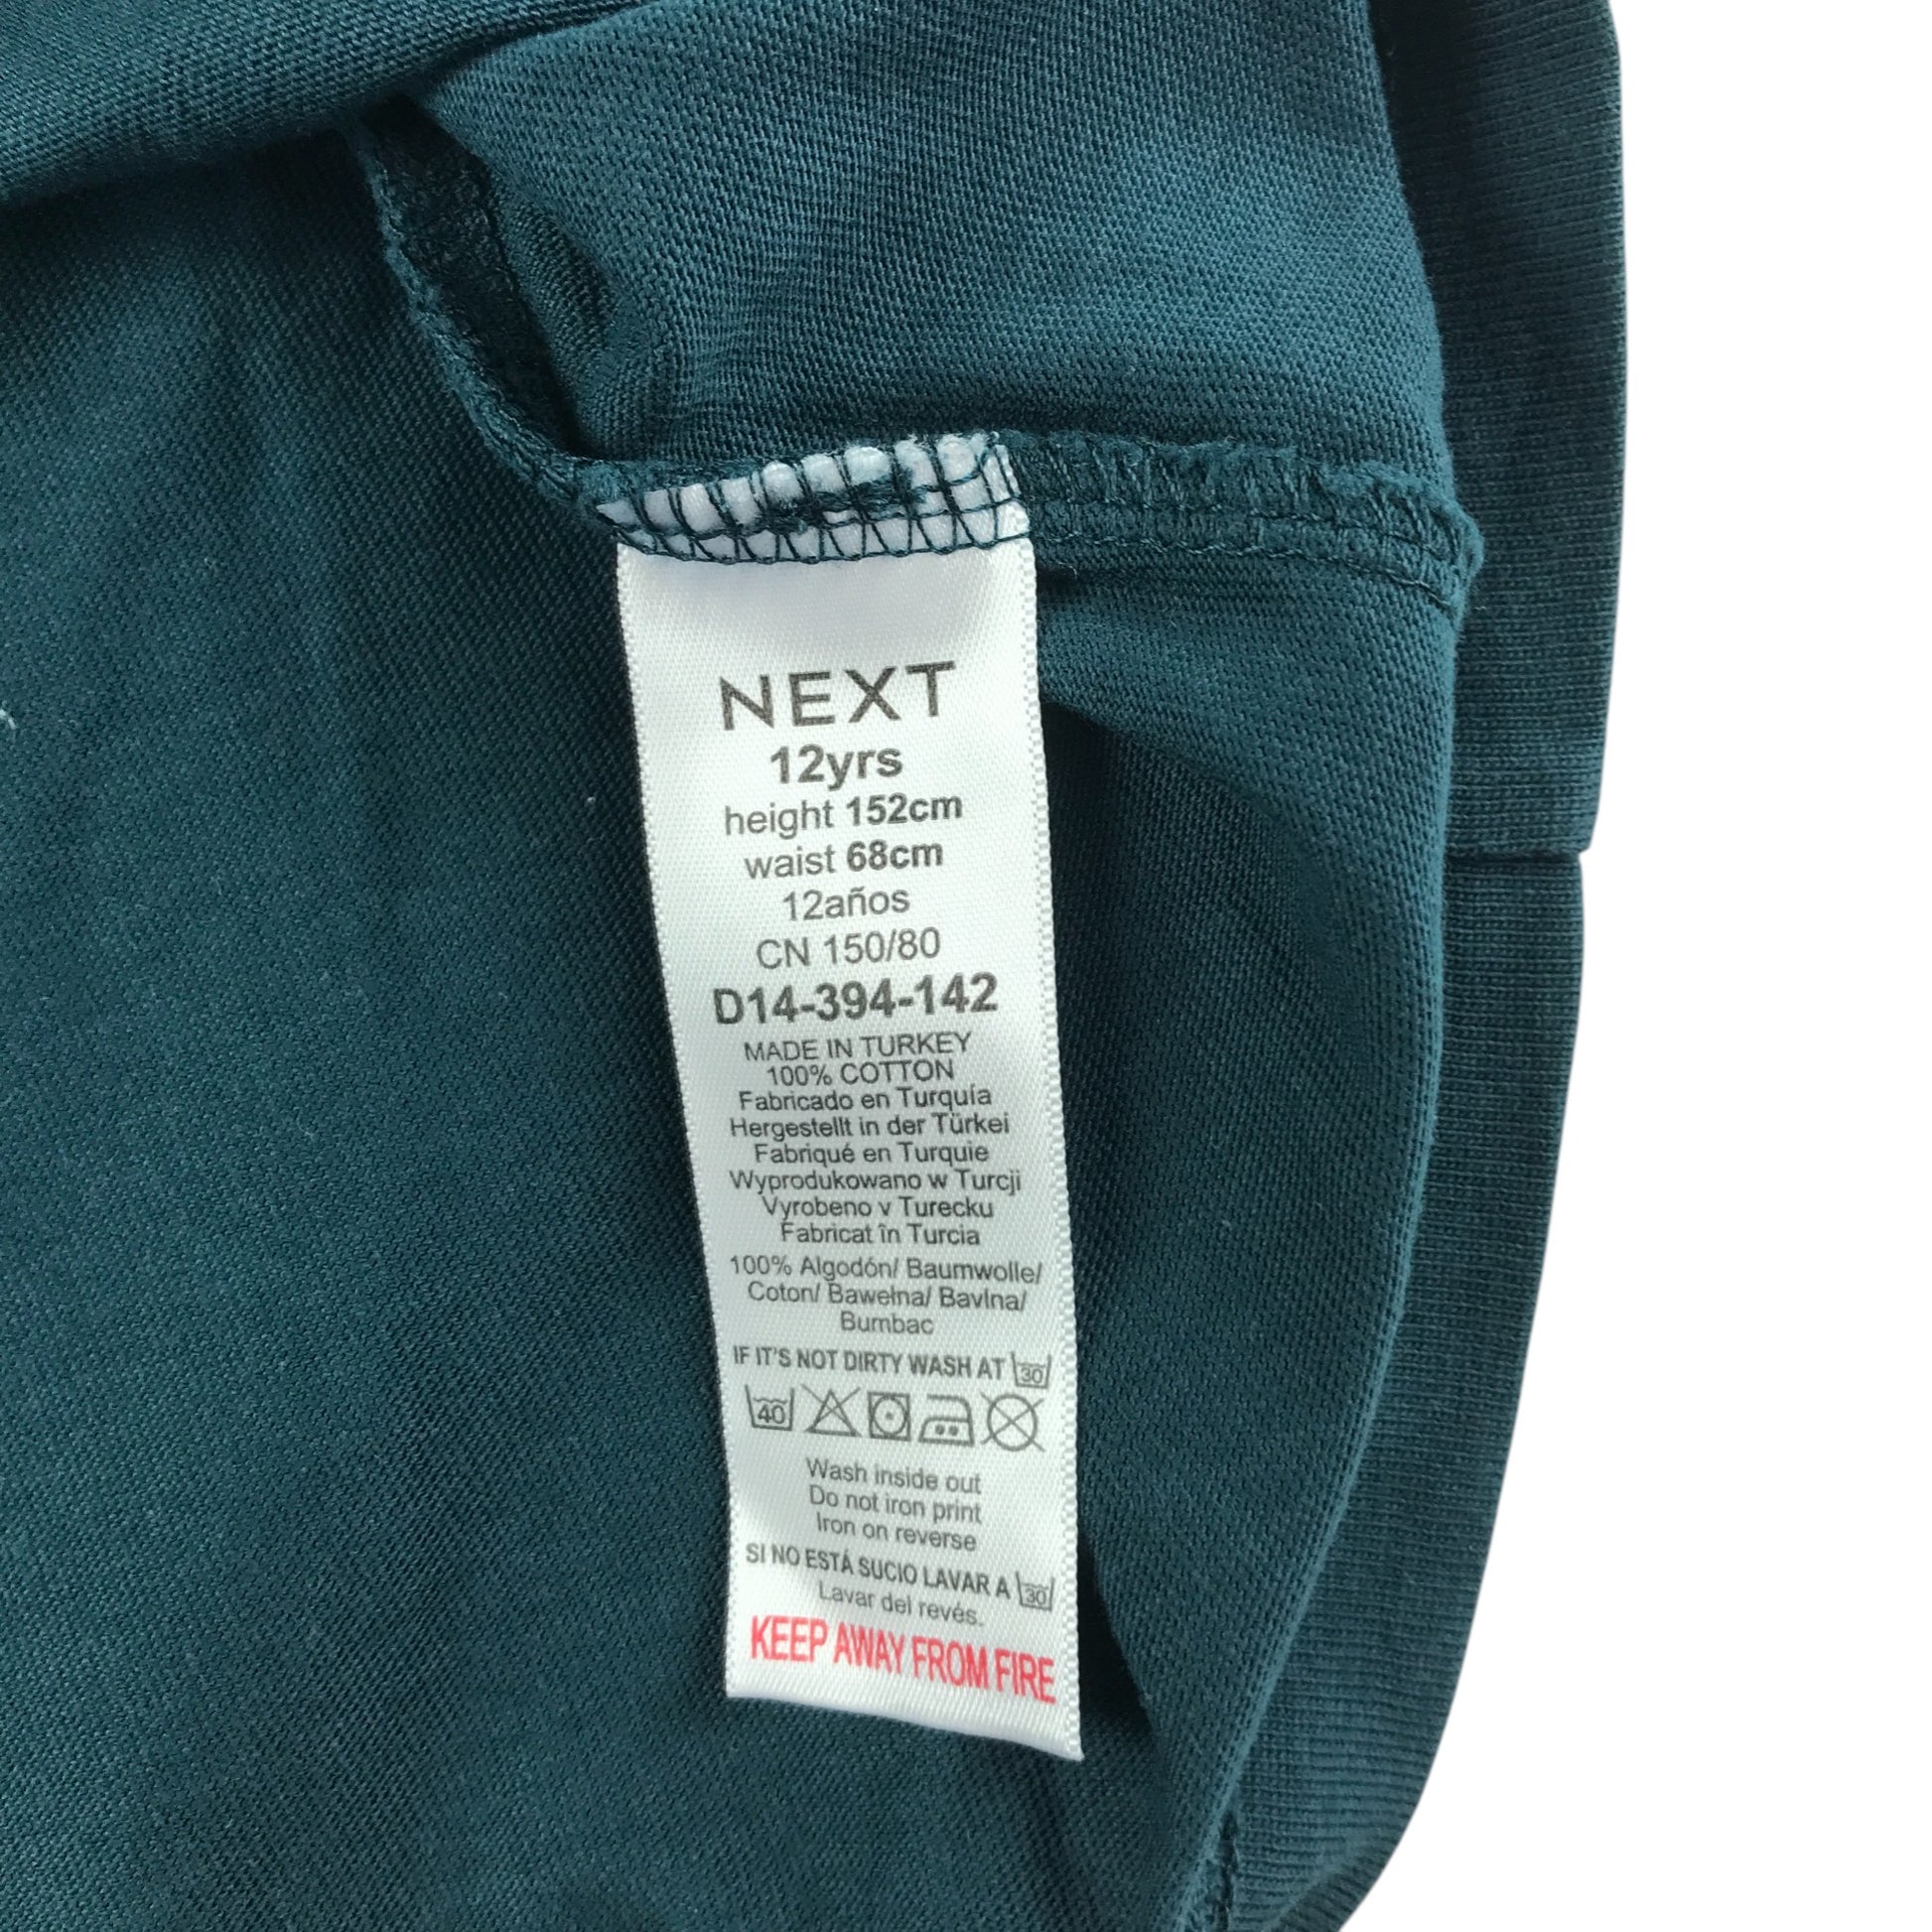 NEXT
12yrs
height 152cm
waist 68cm
12años
CN 150/80
D14-394-142
MADE IN TURKEY
100% COTTON
Fabricado en Turquía
Hergestellt in der Türkei
Fabriqué en Turquie
Wyprodukowano w Turcji
Vyrobeno v Turecku
Fabricat în Turcia
100% Algodón/ Baumwolle/
Coton/ Bawełna/ Bavlna/
Bumbac
IF IT'S NOT DIRTY WASH AT 30
40
Wash inside out
Do not iron print
Iron on reverse
SI NO ESTÁ SUCIO LAVAR A 30
Lavar del revés.
KEEP AWAY FROM FIRE